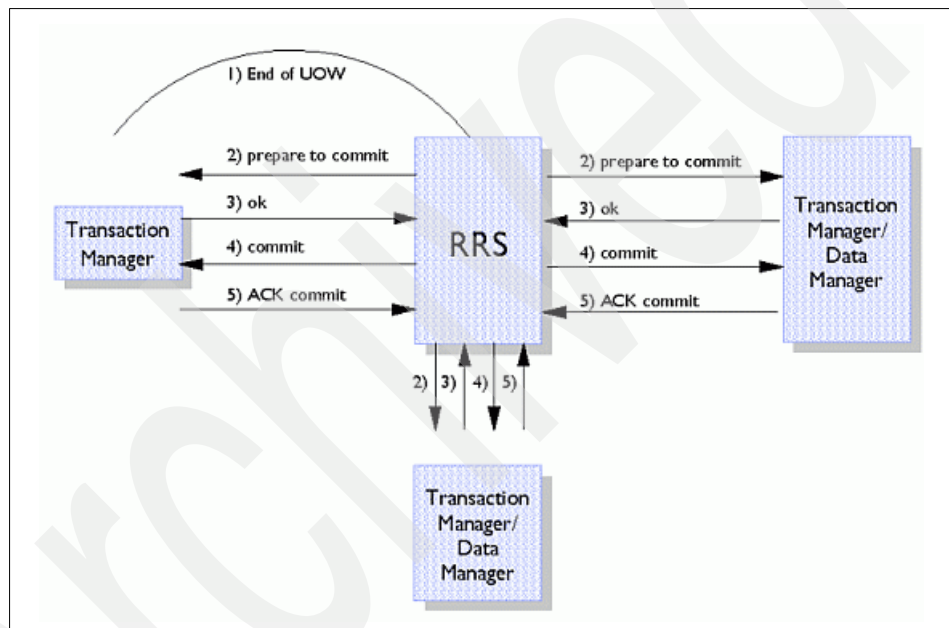 1) End of UOW
2) prepare to commit
3) ok
4) commit
5) ACK commit
Transaction
Manager
RRS
2) prepare to commit
3) ok
4) commit
5) ACK commit
Transaction
Manager/
Data
Manager
2) 3) 4) 5)
Transaction
Manager/
Data
Manager